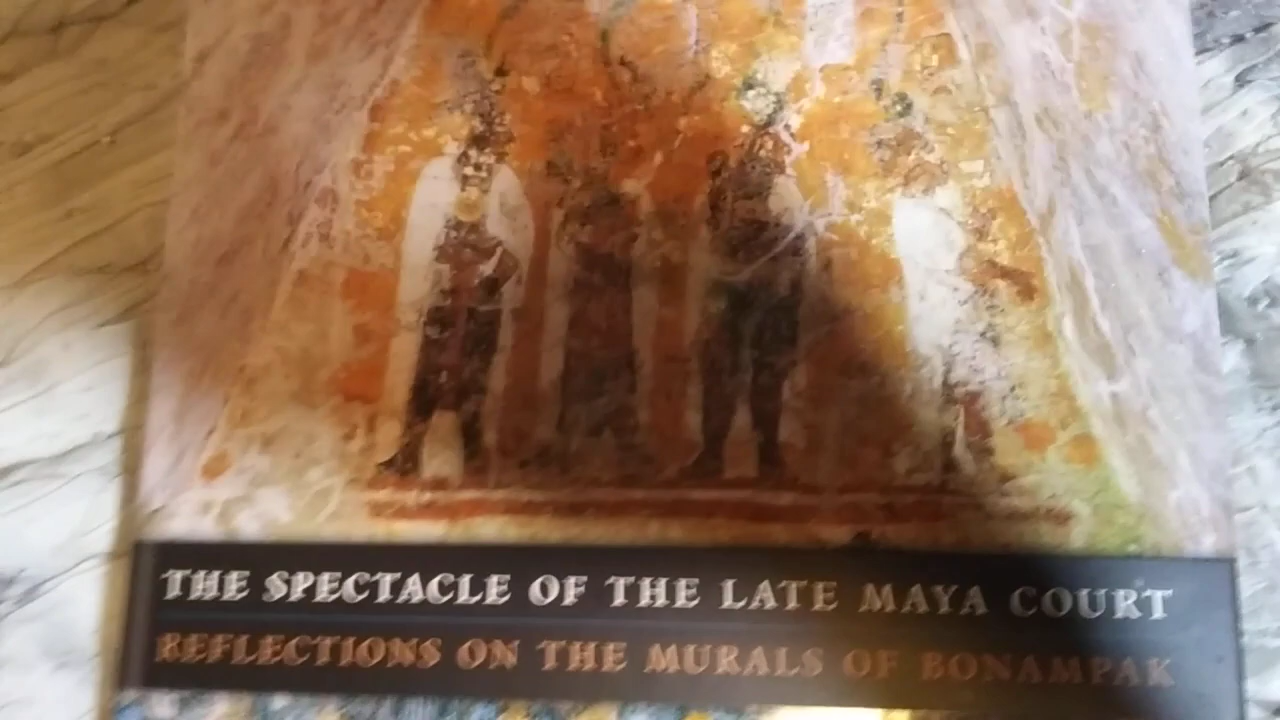 THE SPECTACLE OF THE LATE MAYA COURT
REFLECTIONS ON THE MURALS OF BONAMPAK